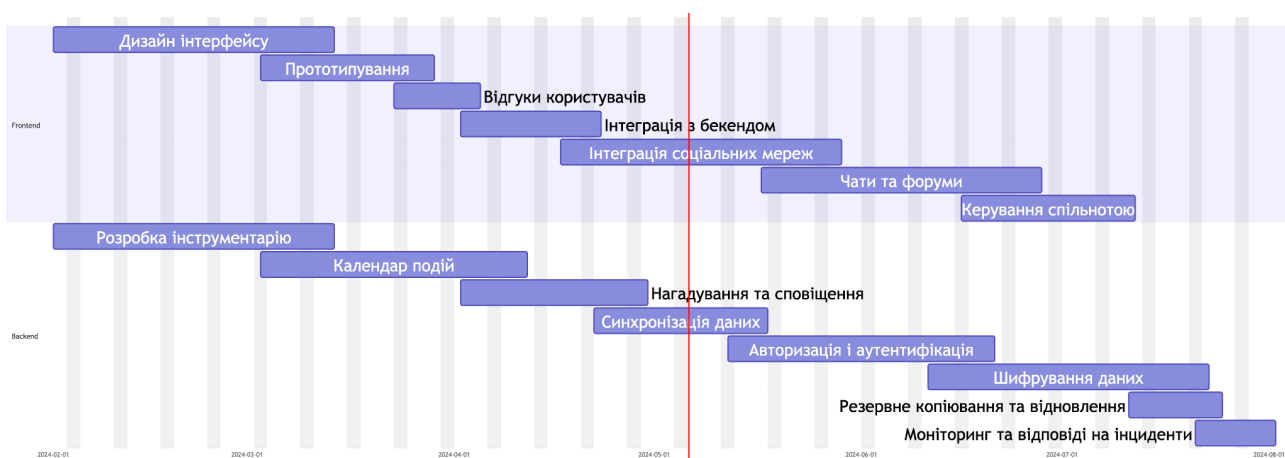 Дизайн інтерфейсу
Прототипування
Відгуки користувачів
Frontend
Інтеграція з бекендом
Інтеграція соціальних мереж
Чати та форуми
Керування спільнотою
Розробка інструментарію
Календар подій
Нагадування та сповіщення
Синхронізація даних
Backend
Авторизація і аутентифікація
Шифрування даних
Резервне копіювання та відновлення
Моніторинг та відповіді на інциденти
2024-02-01 2024-03-01 2024-04-01 2024-05-01 2024-06-01 2024-07-01 2024-08-01